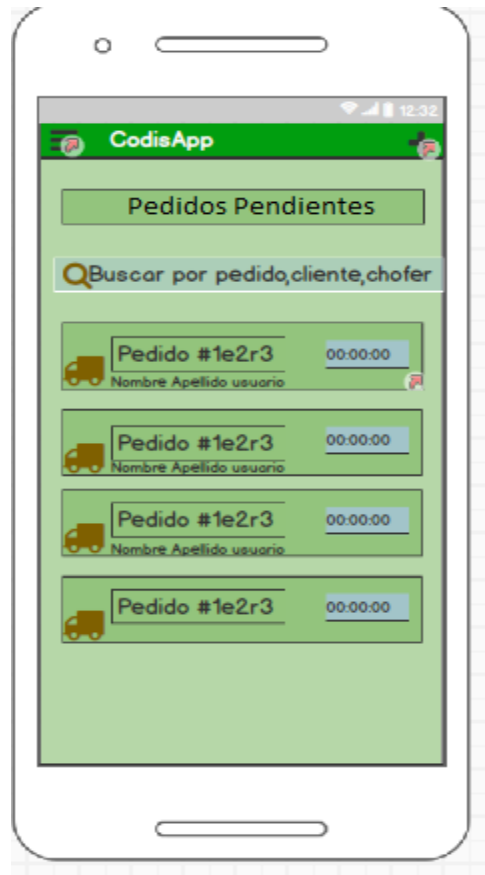 12:32
CodisApp
Pedidos Pendientes
Buscar por pedido,cliente,chofer
Pedido #1e2r3 00:00:00
Nombre Apellido usuario
Pedido #1e2r3 00:00:00
Nombre Apellido usuario
Pedido #1e2r3 00:00:00
Nombre Apellido usuario
Pedido #1e2r3 00:00:00